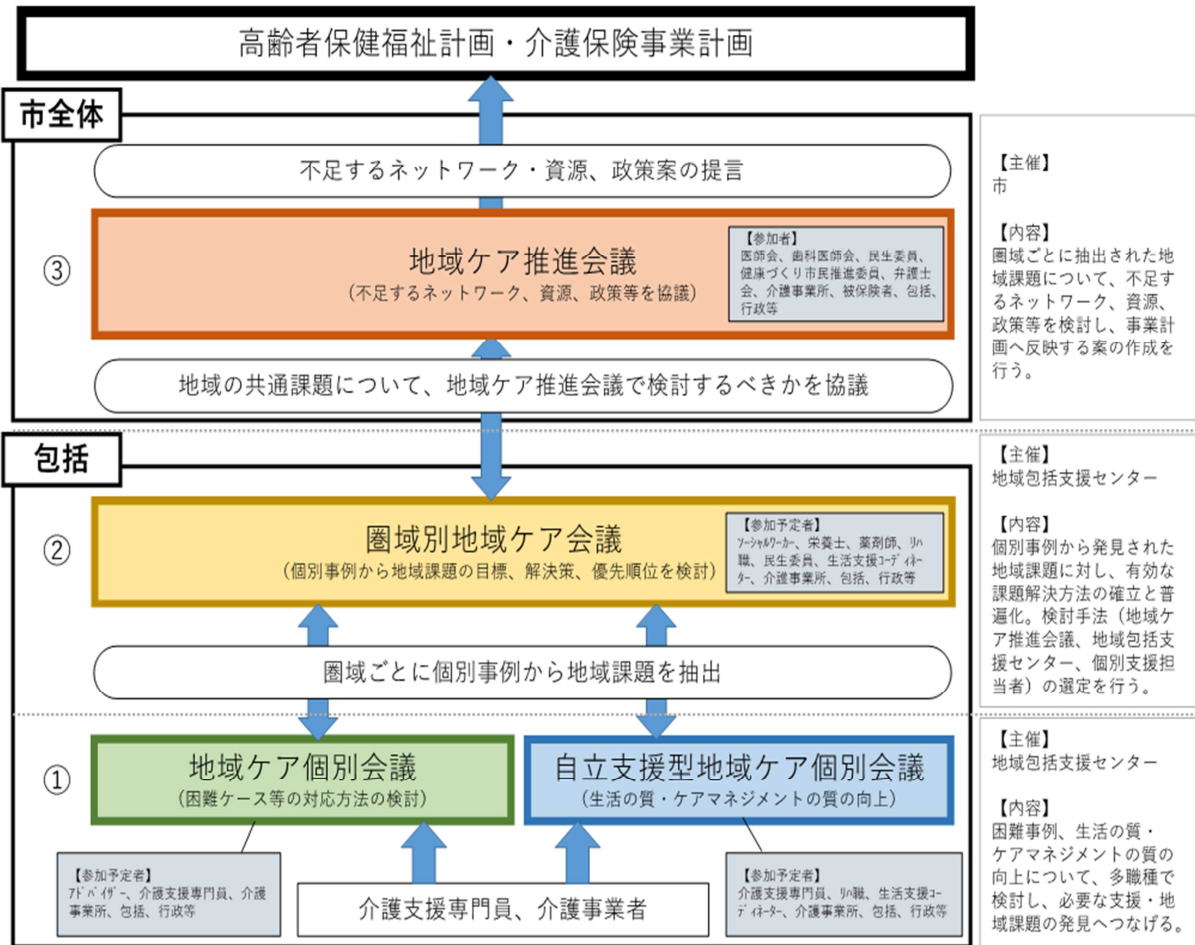 高齢者保健福祉計画・介護保険事業計画
市全体
不足するネットワーク・資源、政策案の提言
③
地域ケア推進会議
(不足するネットワーク、資源、政策等を協議)
【参加者】
医師会、歯科医師会、民生委員、
健康づくり市民推進委員、弁護士
会、介護事業所、被保険者、包括、
行政等
地域の共通課題について、地域ケア推進会議で検討するべきかを協議
【主催】
市
【内容】
圏域ごとに抽出された地
域課題について、不足す
るネットワーク、資源、
政策等を検討し、事業計
画へ反映する案の作成を
行う。
包括
②
圏域別地域ケア会議
(個別事例から地域課題の目標、解決策、優先順位を検討)
【参加予定者】
ソーシャルワーカー、栄養士、薬剤師、リハ
職、民生委員、生活支援コーディネー
ター、介護事業所、包括、行政等
圏域ごとに個別事例から地域課題を抽出
【主催】
地域包括支援センター
【内容】
個別事例から発見された
地域課題に対し、有効な
課題解決方法の確立と普
遍化。検討手法（地域ケ
ア推進会議、地域包括支
援センター、個別支援担
当者）の選定を行う。
①
地域ケア個別会議
(困難ケース等の対応方法の検討)
自立支援型地域ケア個別会議
(生活の質・ケアマネジメントの質の向上)
【参加予定者】
アドバイザー、介護支援専門員、介護
事業所、包括、行政等
介護支援専門員、介護事業者
【参加予定者】
介護支援専門員、リハ職、生活支援コー
ディネーター、介護事業所、包括、行政等
【主催】
地域包括支援センター
【内容】
困難事例、生活の質・
ケアマネジメントの質の
向上について、多職種で
検討し、必要な支援・地
域課題の発見へつなげる。